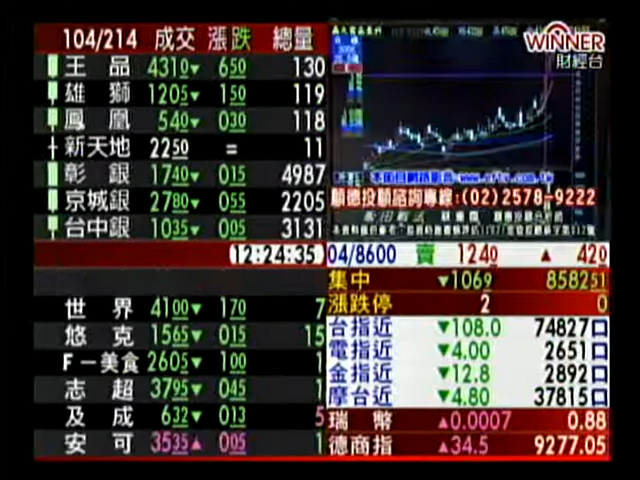 104/214 成交 漲跌 總量
王品 4310▼ 650 130
雄獅 1205▼ 150 119
鳳凰 540▼ 030 118
新天地 2250 = 11
彰銀 1740▼ 015 4987
京城銀 2780▼ 055 2205
台中銀 1035▼ 005 3131
12:24:35
世界 4100▼ 170 7
悠克 1565▼ 015 15
F－美食 2605▼ 100 1
志超 3795▼ 045 1
及成 632▼ 013 5
安可 3535▲ 005 1
WINNER
財經台
顧德投顧諮詢專線:(02)2578-9222
04/8600 賣 1240 ▲ 420
集中 ▼1069 858251
漲跌停 2 0
台指近 ▼108.0 74827口
電指近 ▼4.00 2651口
金指近 ▼12.8 2892口
摩台近 ▼4.80 37815口
瑞幣 ▲0.0007 0.88
德商指 ▲34.5 9277.05